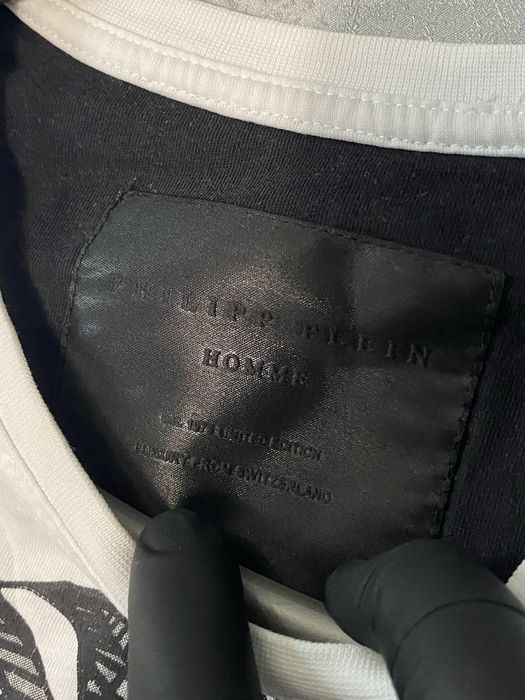 PHILIPP PLEIN
HOMME
LIMITED EDITION
LUXURY FROM SWITZERLAND